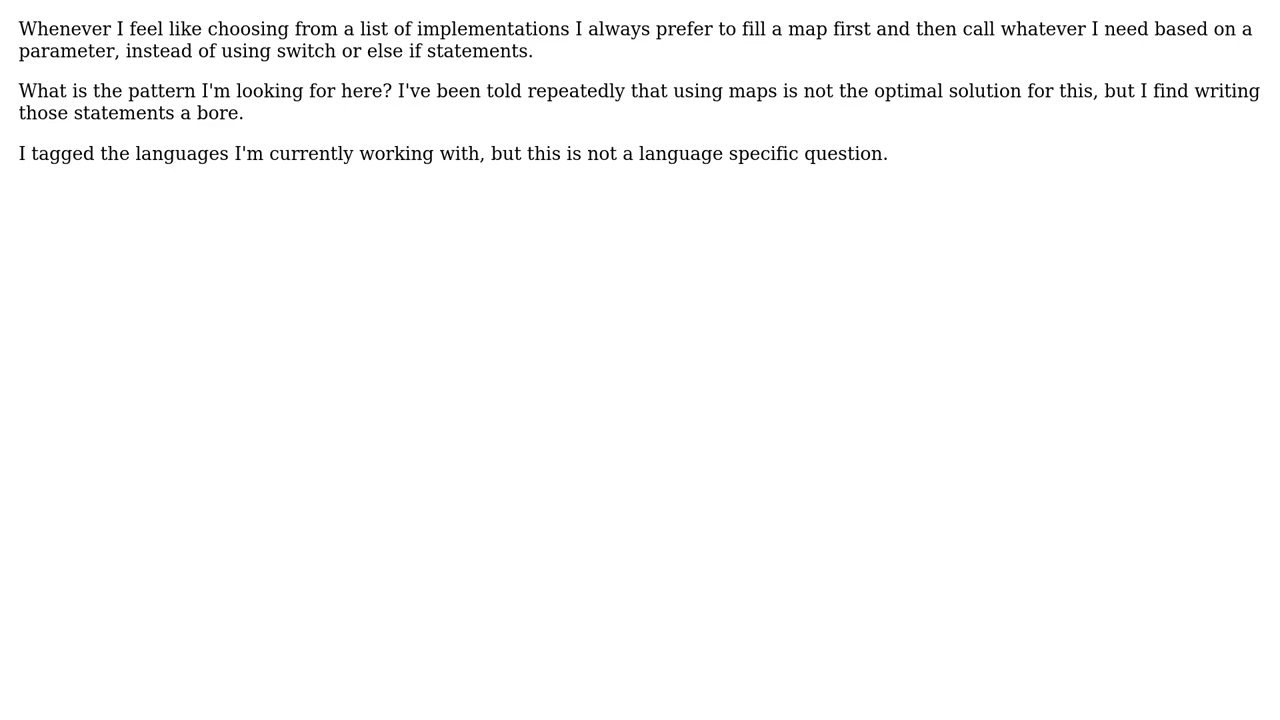 Whenever I feel like choosing from a list of implementations I always prefer to fill a map first and then call whatever I need based on a
parameter, instead of using switch or else if statements.
What is the pattern I'm looking for here? I've been told repeatedly that using maps is not the optimal solution for this, but I find writing
those statements a bore.
I tagged the languages I'm currently working with, but this is not a language specific question.